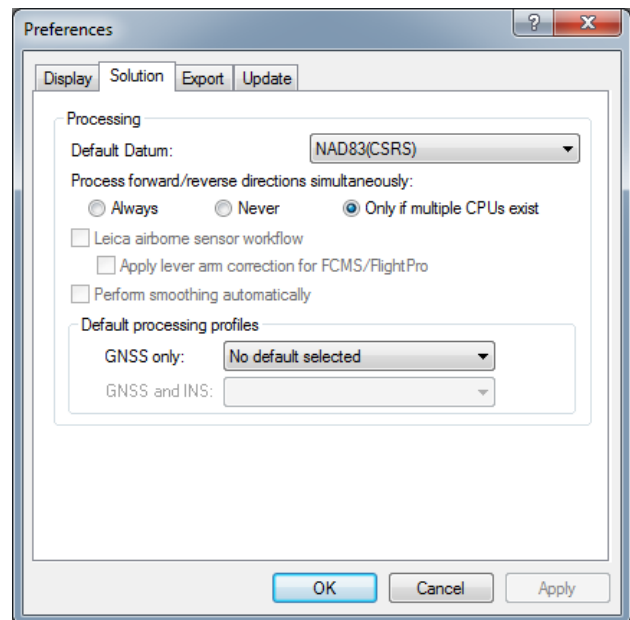 Preferences
?
Display Solution Export Update
Processing
Default Datum: NAD83(CSRS)
Process forward/reverse directions simultaneously:
Always Never Only if multiple CPUs exist
Leica airborne sensor workflow
Apply lever arm correction for FCMS/FlightPro
Perform smoothing automatically
Default processing profiles
GNSS only: No default selected
GNSS and INS:
OK Cancel Apply